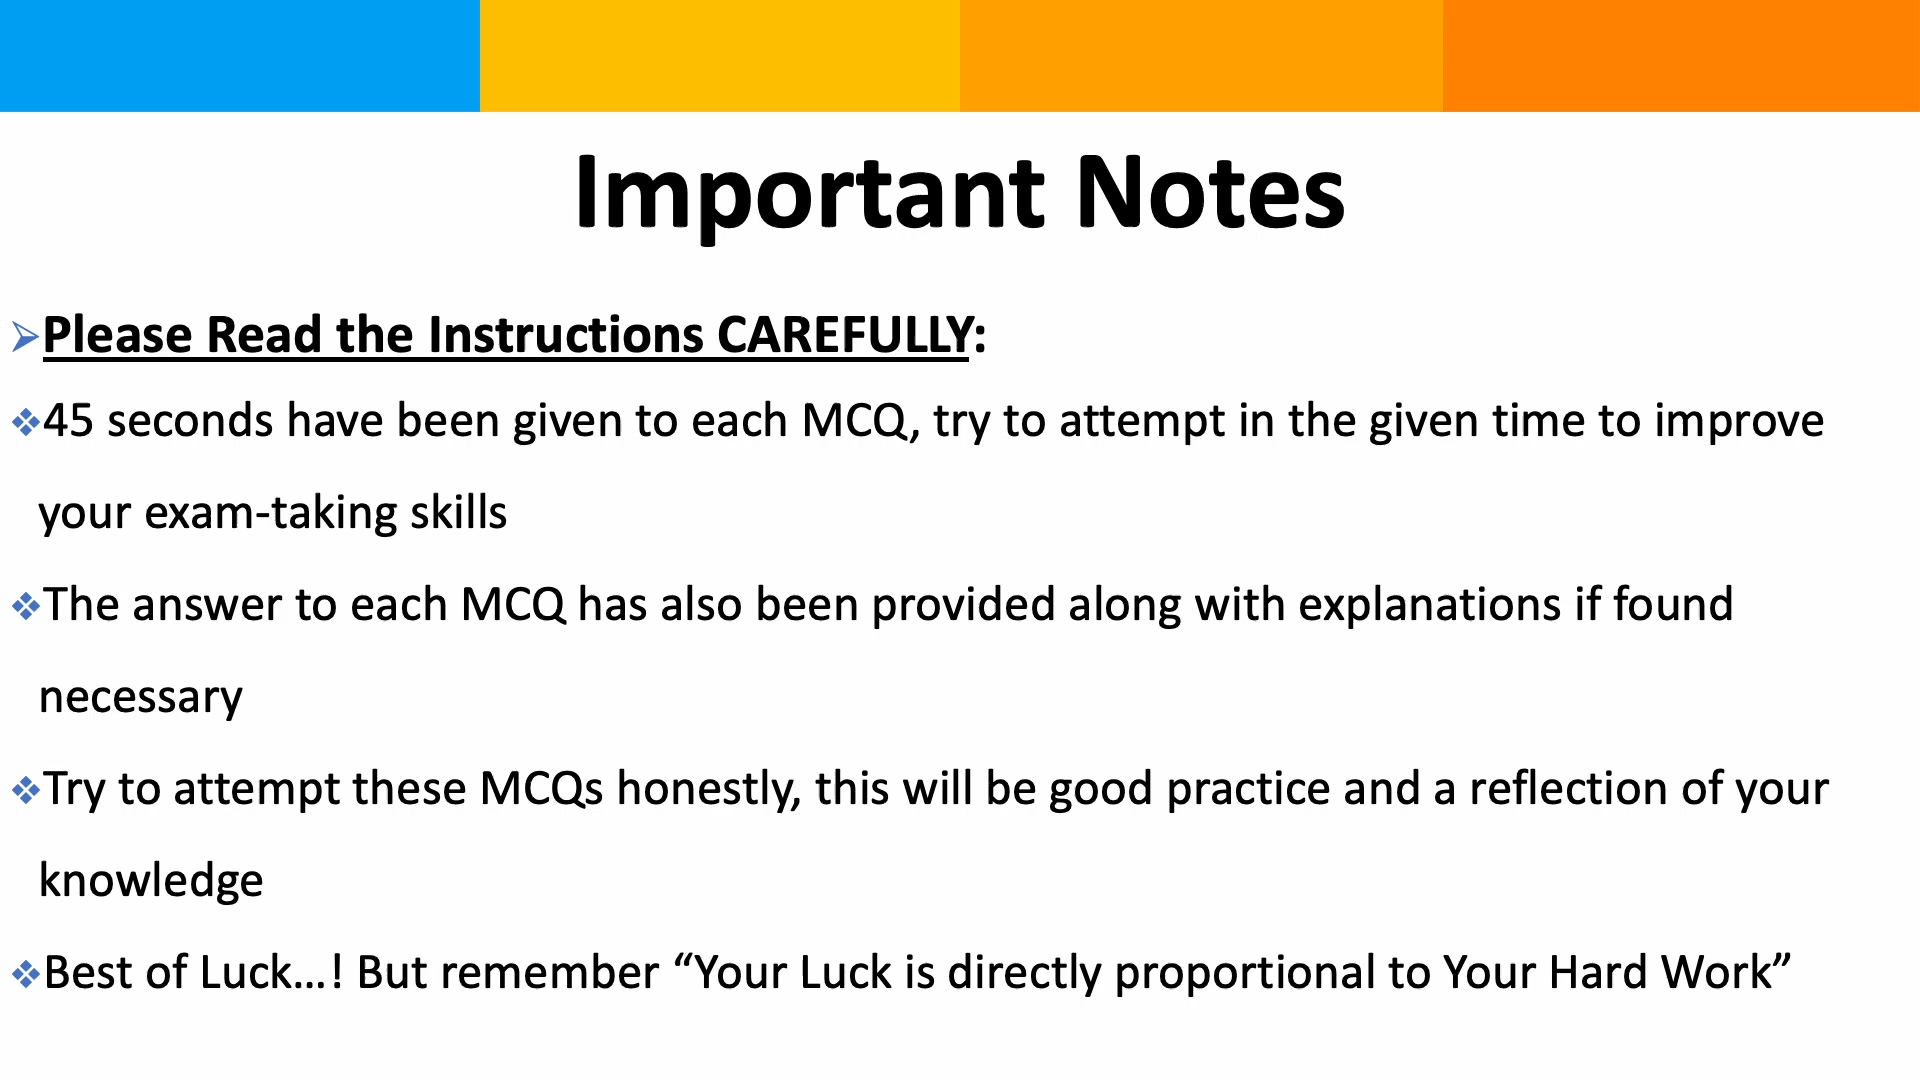 Important Notes
➢Please Read the Instructions CAREFULLY:
❖45 seconds have been given to each MCQ, try to attempt in the given time to improve
your exam-taking skills
❖The answer to each MCQ has also been provided along with explanations if found
necessary
❖Try to attempt these MCQs honestly, this will be good practice and a reflection of your
knowledge
❖Best of Luck...! But remember “Your Luck is directly proportional to Your Hard Work”